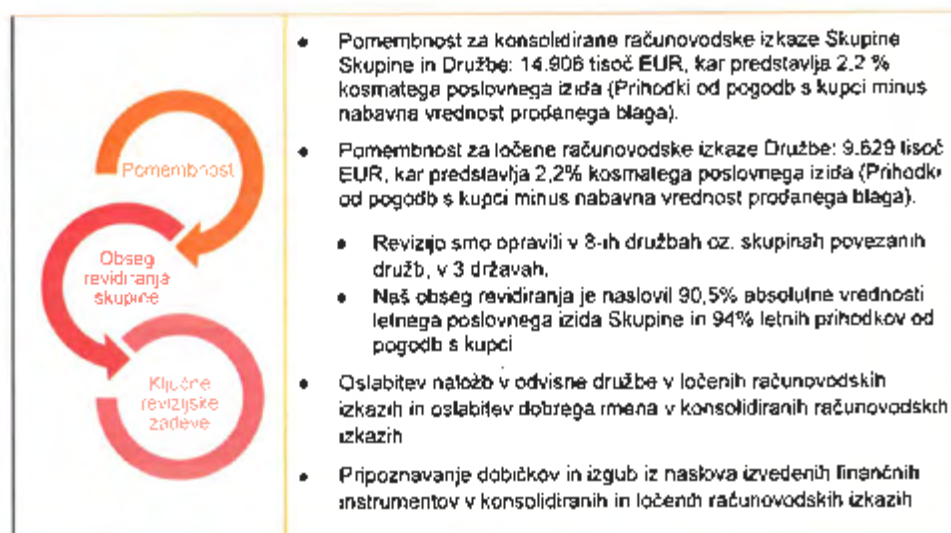 Pomembnost
Obseg
revidiranja
skupine
Ključne
revizijske
zadeve
• Pomembnost za konsolidirane računovodske izkaze Skupine
Skupine in Družbe: 14.906 tisoč EUR, kar predstavlja 2,2 %
kosmatega poslovnega izida (Prihodki od pogodb s kupci minus
nabavna vrednost prodanega blaga).
• Pomembnost za ločene računovodske izkaze Družbe: 9.629 tisoč
EUR, kar predstavlja 2,2% kosmatega poslovnega izida (Prihodki
od pogodb s kupci minus nabavna vrednost prodanega blaga).
• Revizijo smo opravili v 8-ih družbah oz. skupinah povezanih
družb, v 3 državah.
• Naš obseg revidiranja je naslovil 90,5% absolutne vrednosti
letnega poslovnega izida Skupine in 94% letnih prihodkov od
pogodb s kupci
• Oslabitev naložb v odvisne družbe v ločenih računovodskih
izkazih in oslabitev dobrega imena v konsolidiranih računovodskih
izkazih
• Pripoznavanje dobičkov in izgub iz naslova izvedenih finančnih
instrumentov v konsolidiranih in ločenih računovodskih izkazih